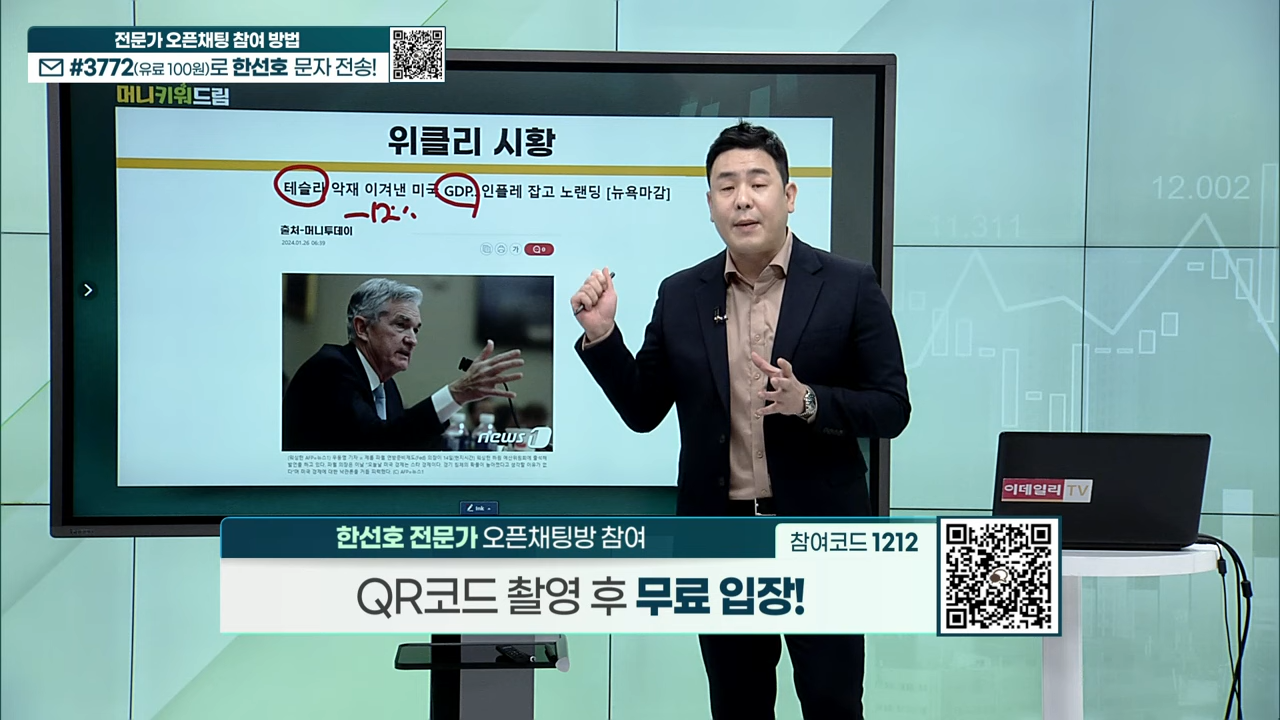 전문가 오픈채팅 참여 방법
#3772(유료 100원)로 한선호 문자 전송!
머니키워드림
위클리 시황
테슬라 악재 이겨낸 미국 GDP, 인플레 잡고 노랜딩 [뉴욕마감]
-12%
출처-머니투데이
2024.01.26 06:39
가
news1
12.002
11.311
이데일리TV
Ink
한선호 전문가 오픈채팅방 참여
참여코드 1212
QR코드 촬영 후 무료 입장!